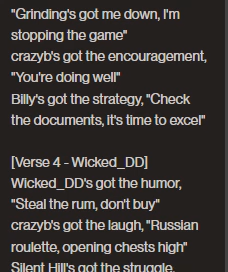 "Grinding's got me down, I'm
stopping the game"
crazyb's got the encouragement,
"You're doing well"
Billy's got the strategy, "Check
the documents, it's time to excel"

[Verse 4 - Wicked_DD]
Wicked_DD's got the humor,
"Steal the rum, don't buy"
crazyb's got the laugh, "Russian
roulette, opening chests high"
Silent Hill's got the struggle,